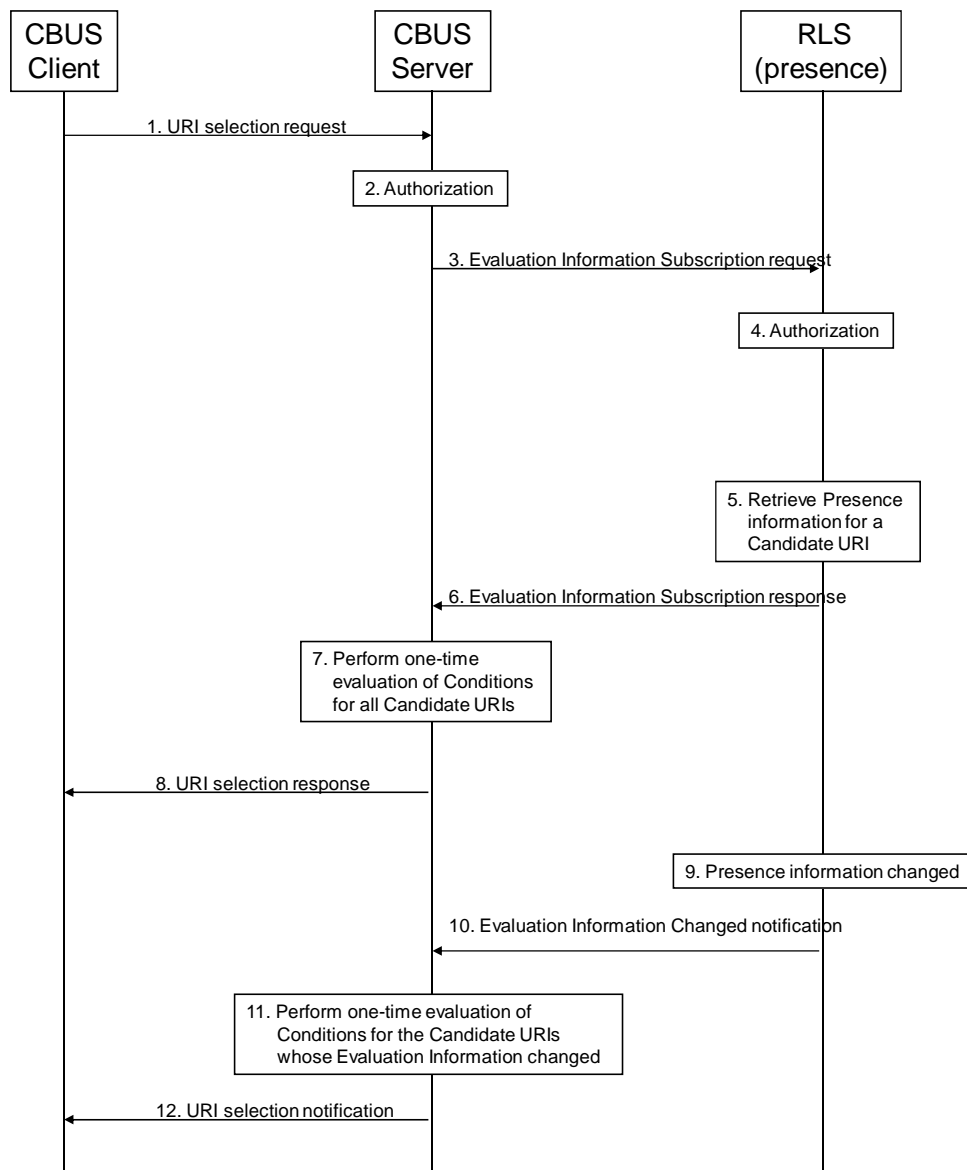 CBUS
Client
CBUS
Server
RLS
(presence)
1. URI selection request
2. Authorization
3. Evaluation Information Subscription request
4. Authorization
5. Retrieve Presence
information for a
Candidate URI
6. Evaluation Information Subscription response
7. Perform one-time
evaluation of Conditions
for all Candidate URIs
8. URI selection response
9. Presence information changed
10. Evaluation Information Changed notification
11. Perform one-time evaluation of
Conditions for the Candidate URIs
whose Evaluation Information changed
12. URI selection notification